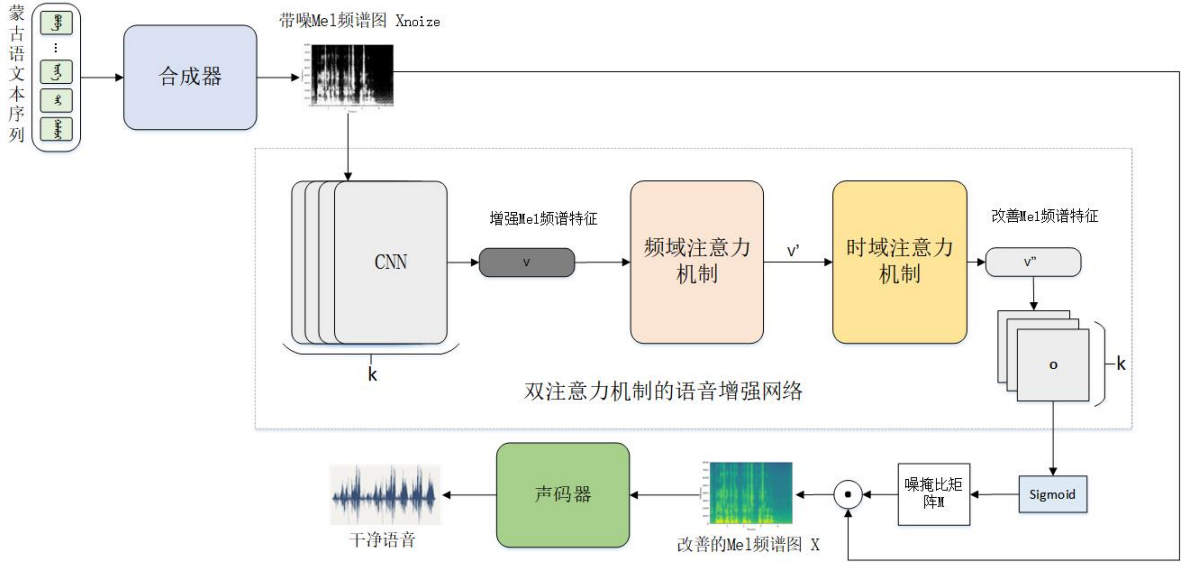 蒙古语文本序列
⋮
合成器
带噪Mel频谱图 Xnoize
CNN
k
增强Mel频谱特征
v
频域注意力
机制
v'
时域注意力
机制
改善Mel频谱特征
v"
o
k
双注意力机制的语音增强网络
Sigmoid
噪掩比矩
阵M
改善的Mel频谱图 X
声码器
干净语音